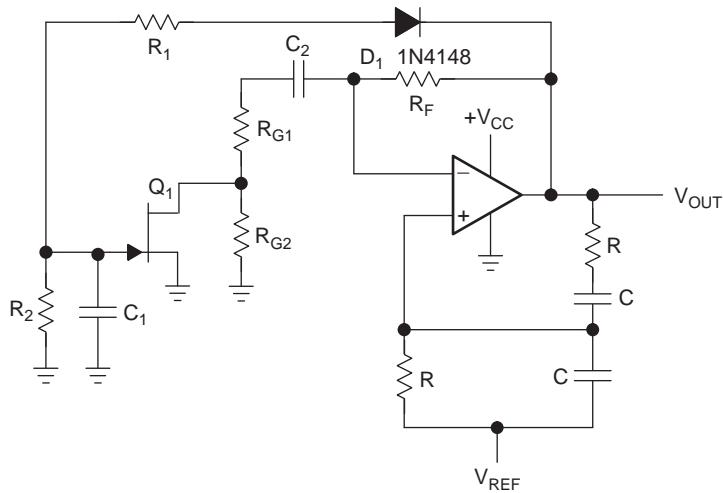 R1
C2
D1 1N4148
RF
+VCC
RG1
Q1
−
+
VOUT
R
RG2
R2
C1
C
R
C
VREF